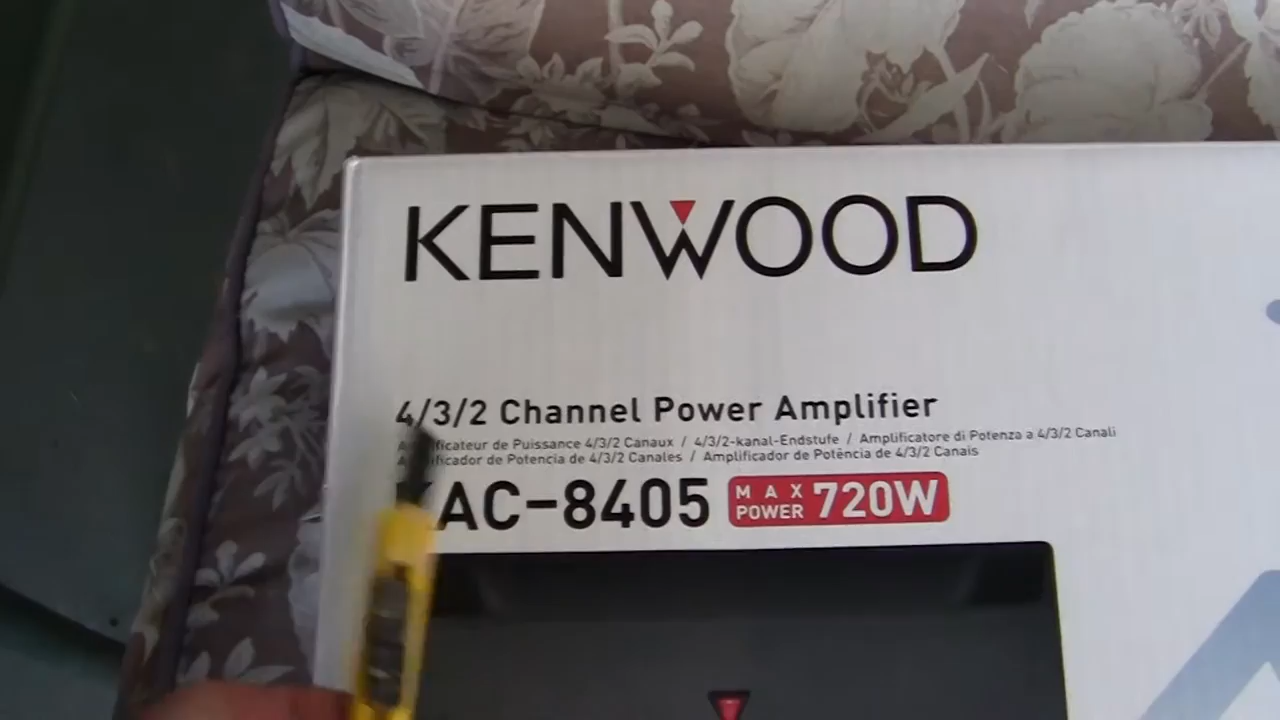 KENWOOD
4/3/2 Channel Power Amplifier
de Puissance 4/3/2 Canaux / 4/3/2-kanal-Endstufe / Amplificatore di Potenza a 4/3/2 Canali
de Potencia de 4/3/2 Canales / Amplificador de Potência de 4/3/2 Canais
KAC-8405 MAX POWER 720W